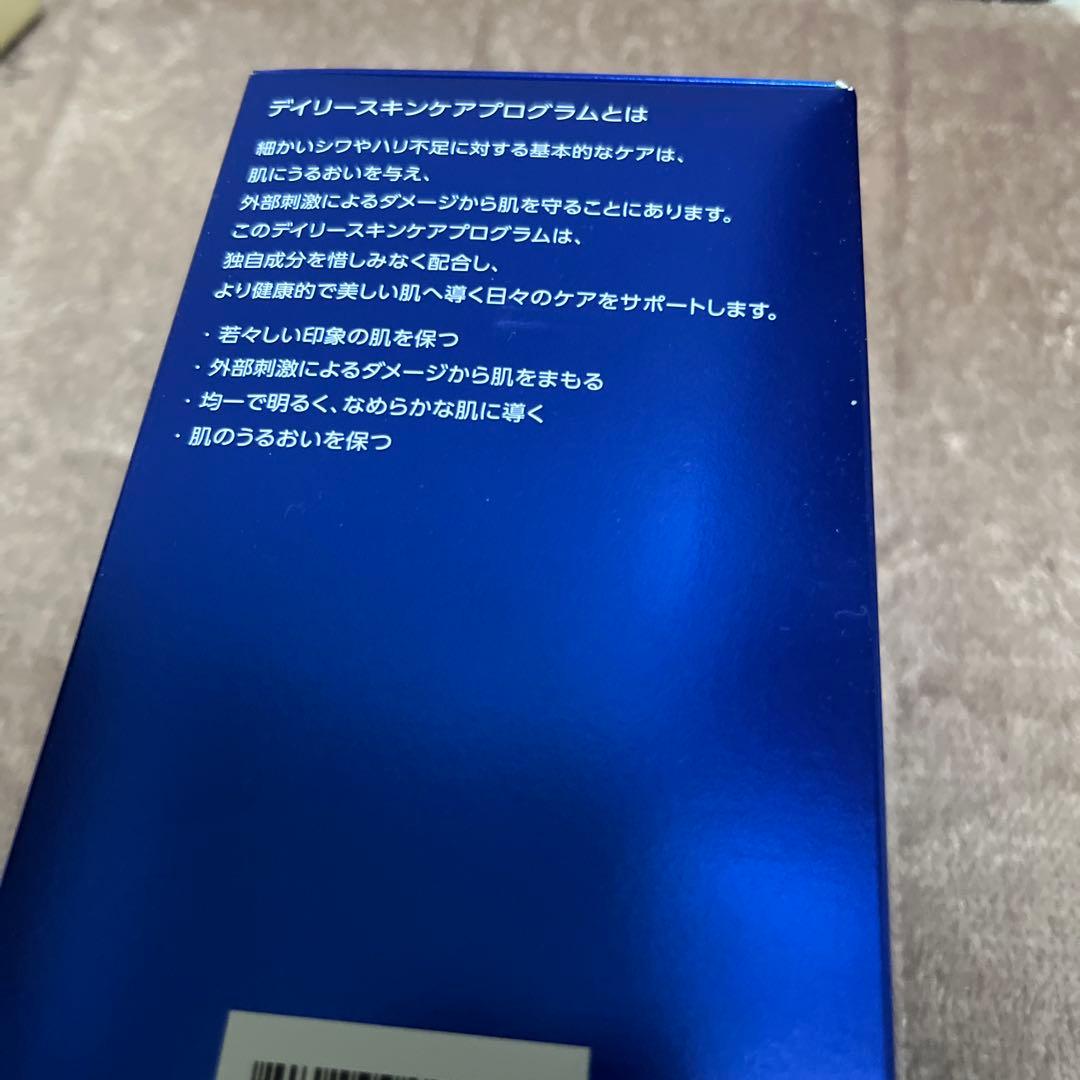 デイリースキンケアプログラムとは
細かいシワやハリ不足に対する基本的なケアは、
肌にうるおいを与え、
外部刺激によるダメージから肌を守ることにあります。
このデイリースキンケアプログラムは、
独自成分を惜しみなく配合し、
より健康的で美しい肌へ導く日々のケアをサポートします。
・若々しい印象の肌を保つ
・外部刺激によるダメージから肌をまもる
・均一で明るく、なめらかな肌に導く
・肌のうるおいを保つ